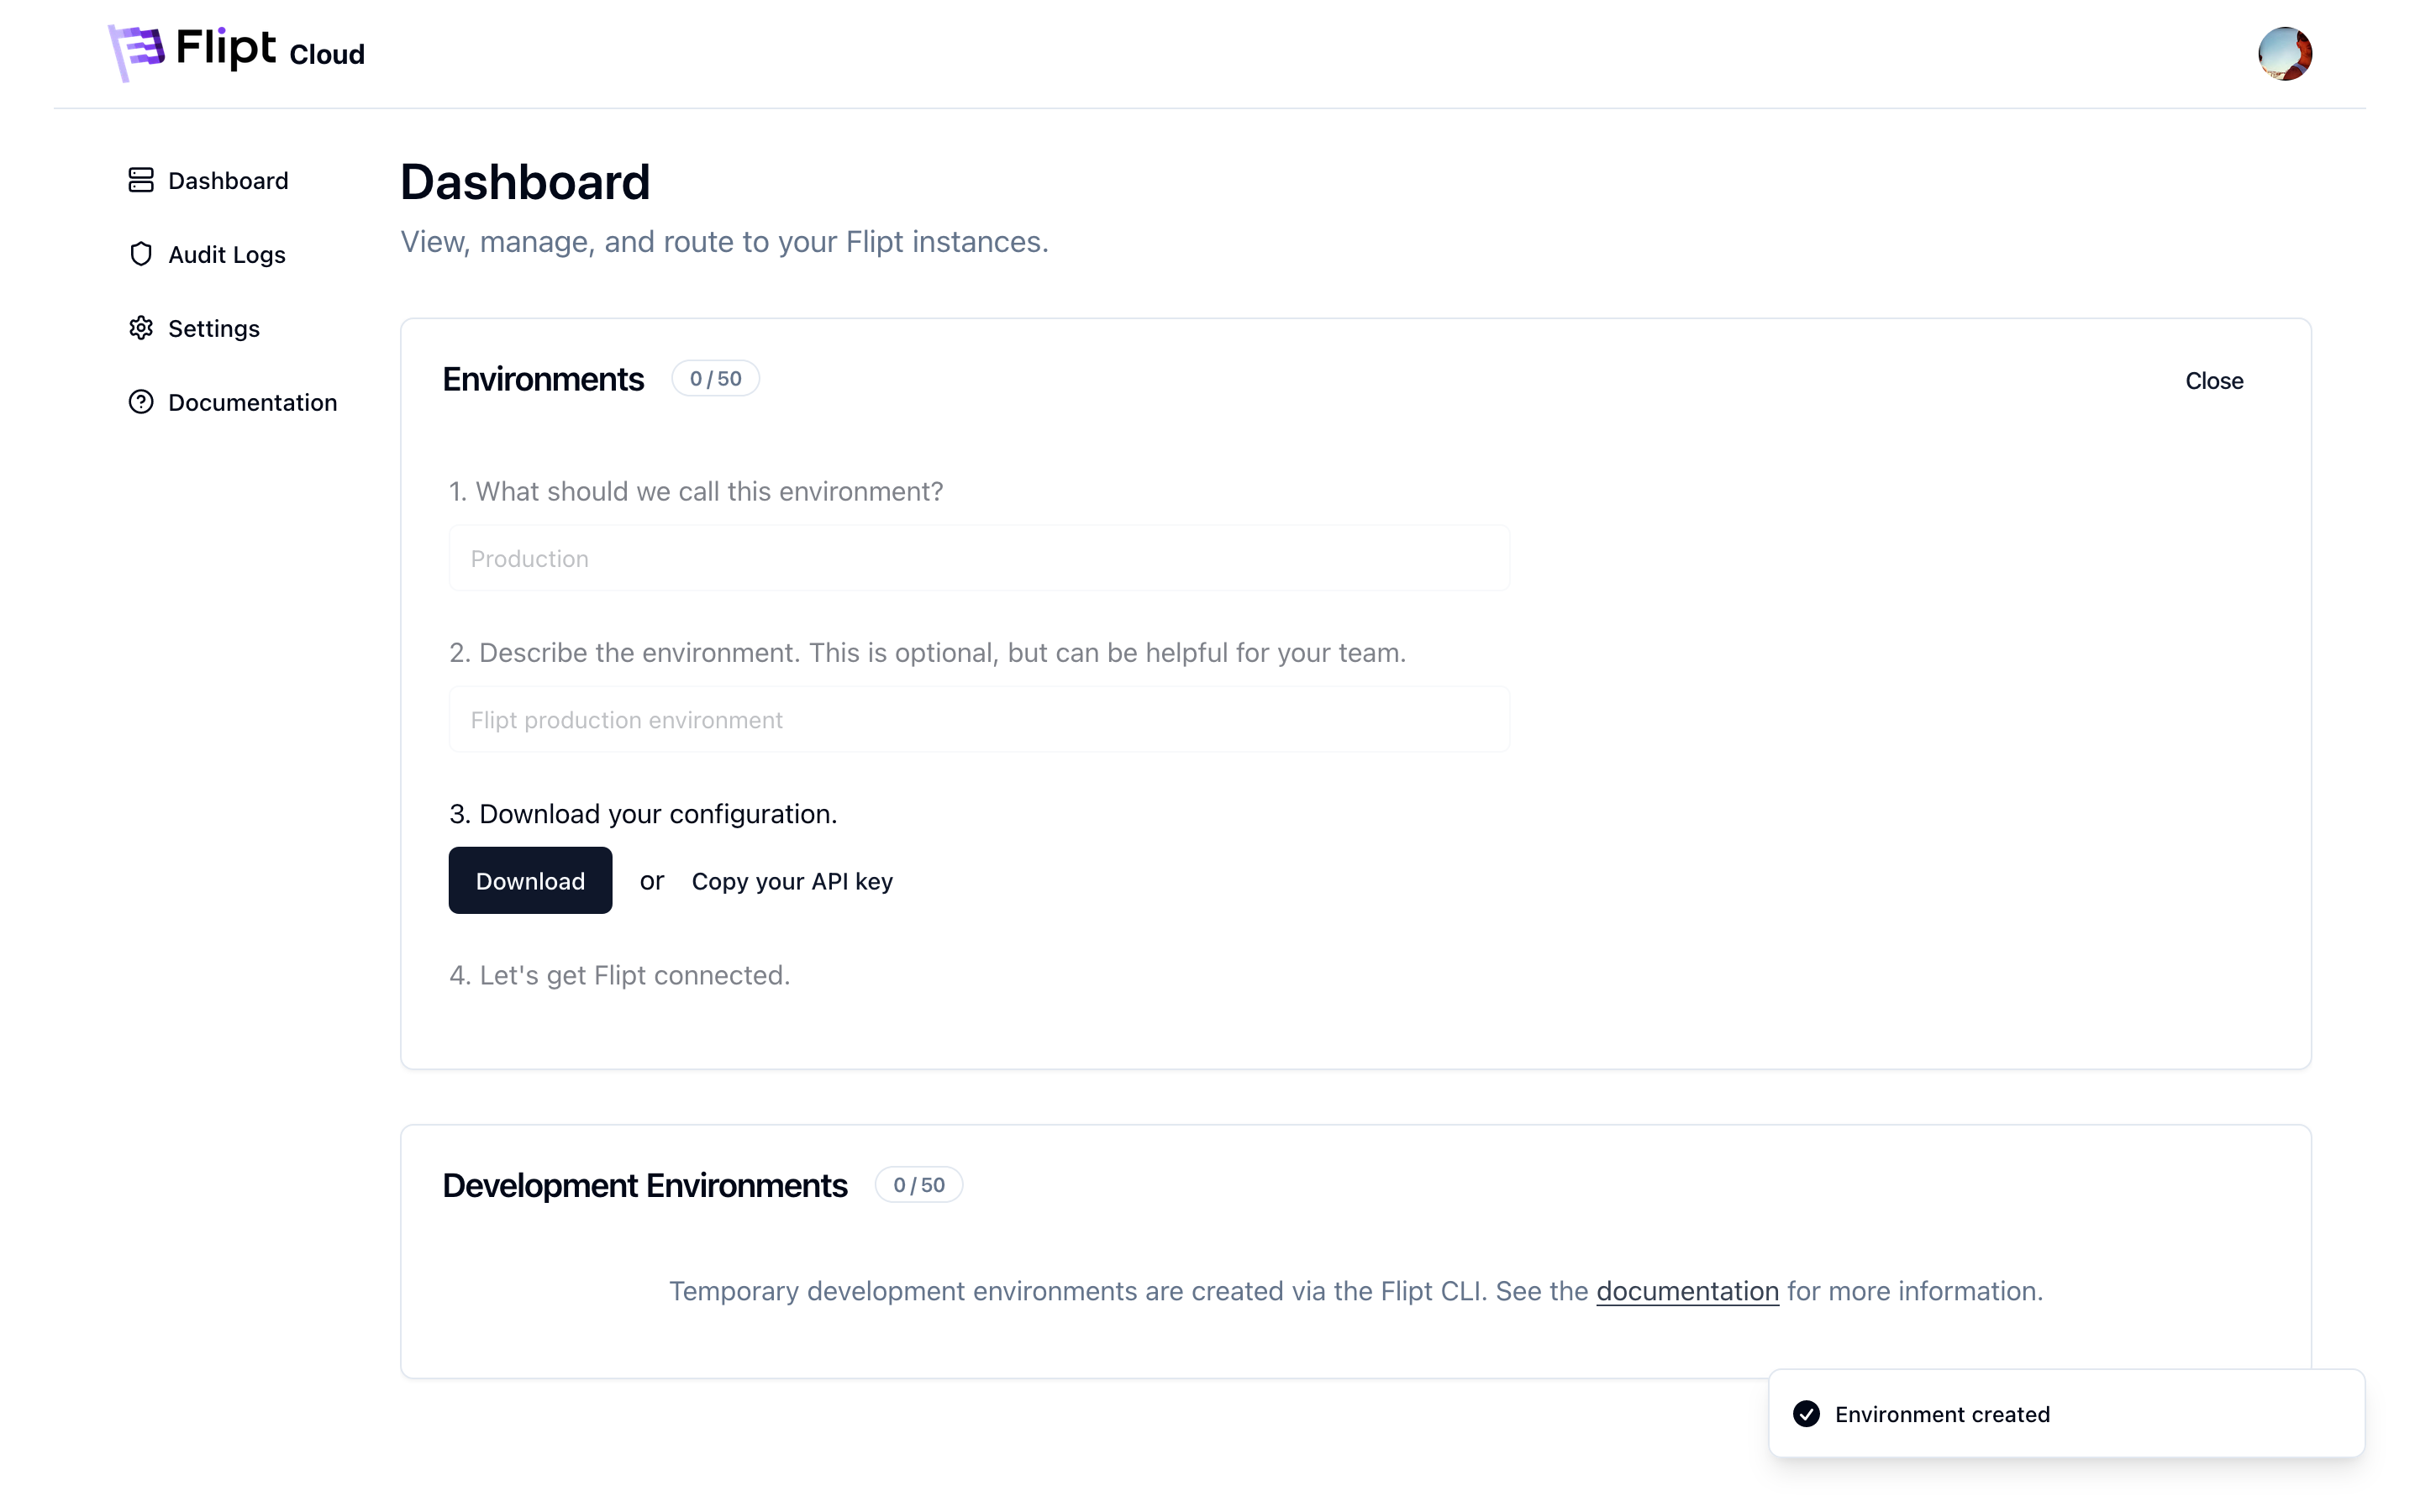 Flipt Cloud
Dashboard
Audit Logs
Settings
Documentation
Dashboard
View, manage, and route to your Flipt instances.
Environments 0 / 50 Close
1. What should we call this environment?
Production
2. Describe the environment. This is optional, but can be helpful for your team.
Flipt production environment
3. Download your configuration.
Download or Copy your API key
4. Let's get Flipt connected.
Development Environments 0 / 50
Temporary development environments are created via the Flipt CLI. See the documentation for more information.
Environment created